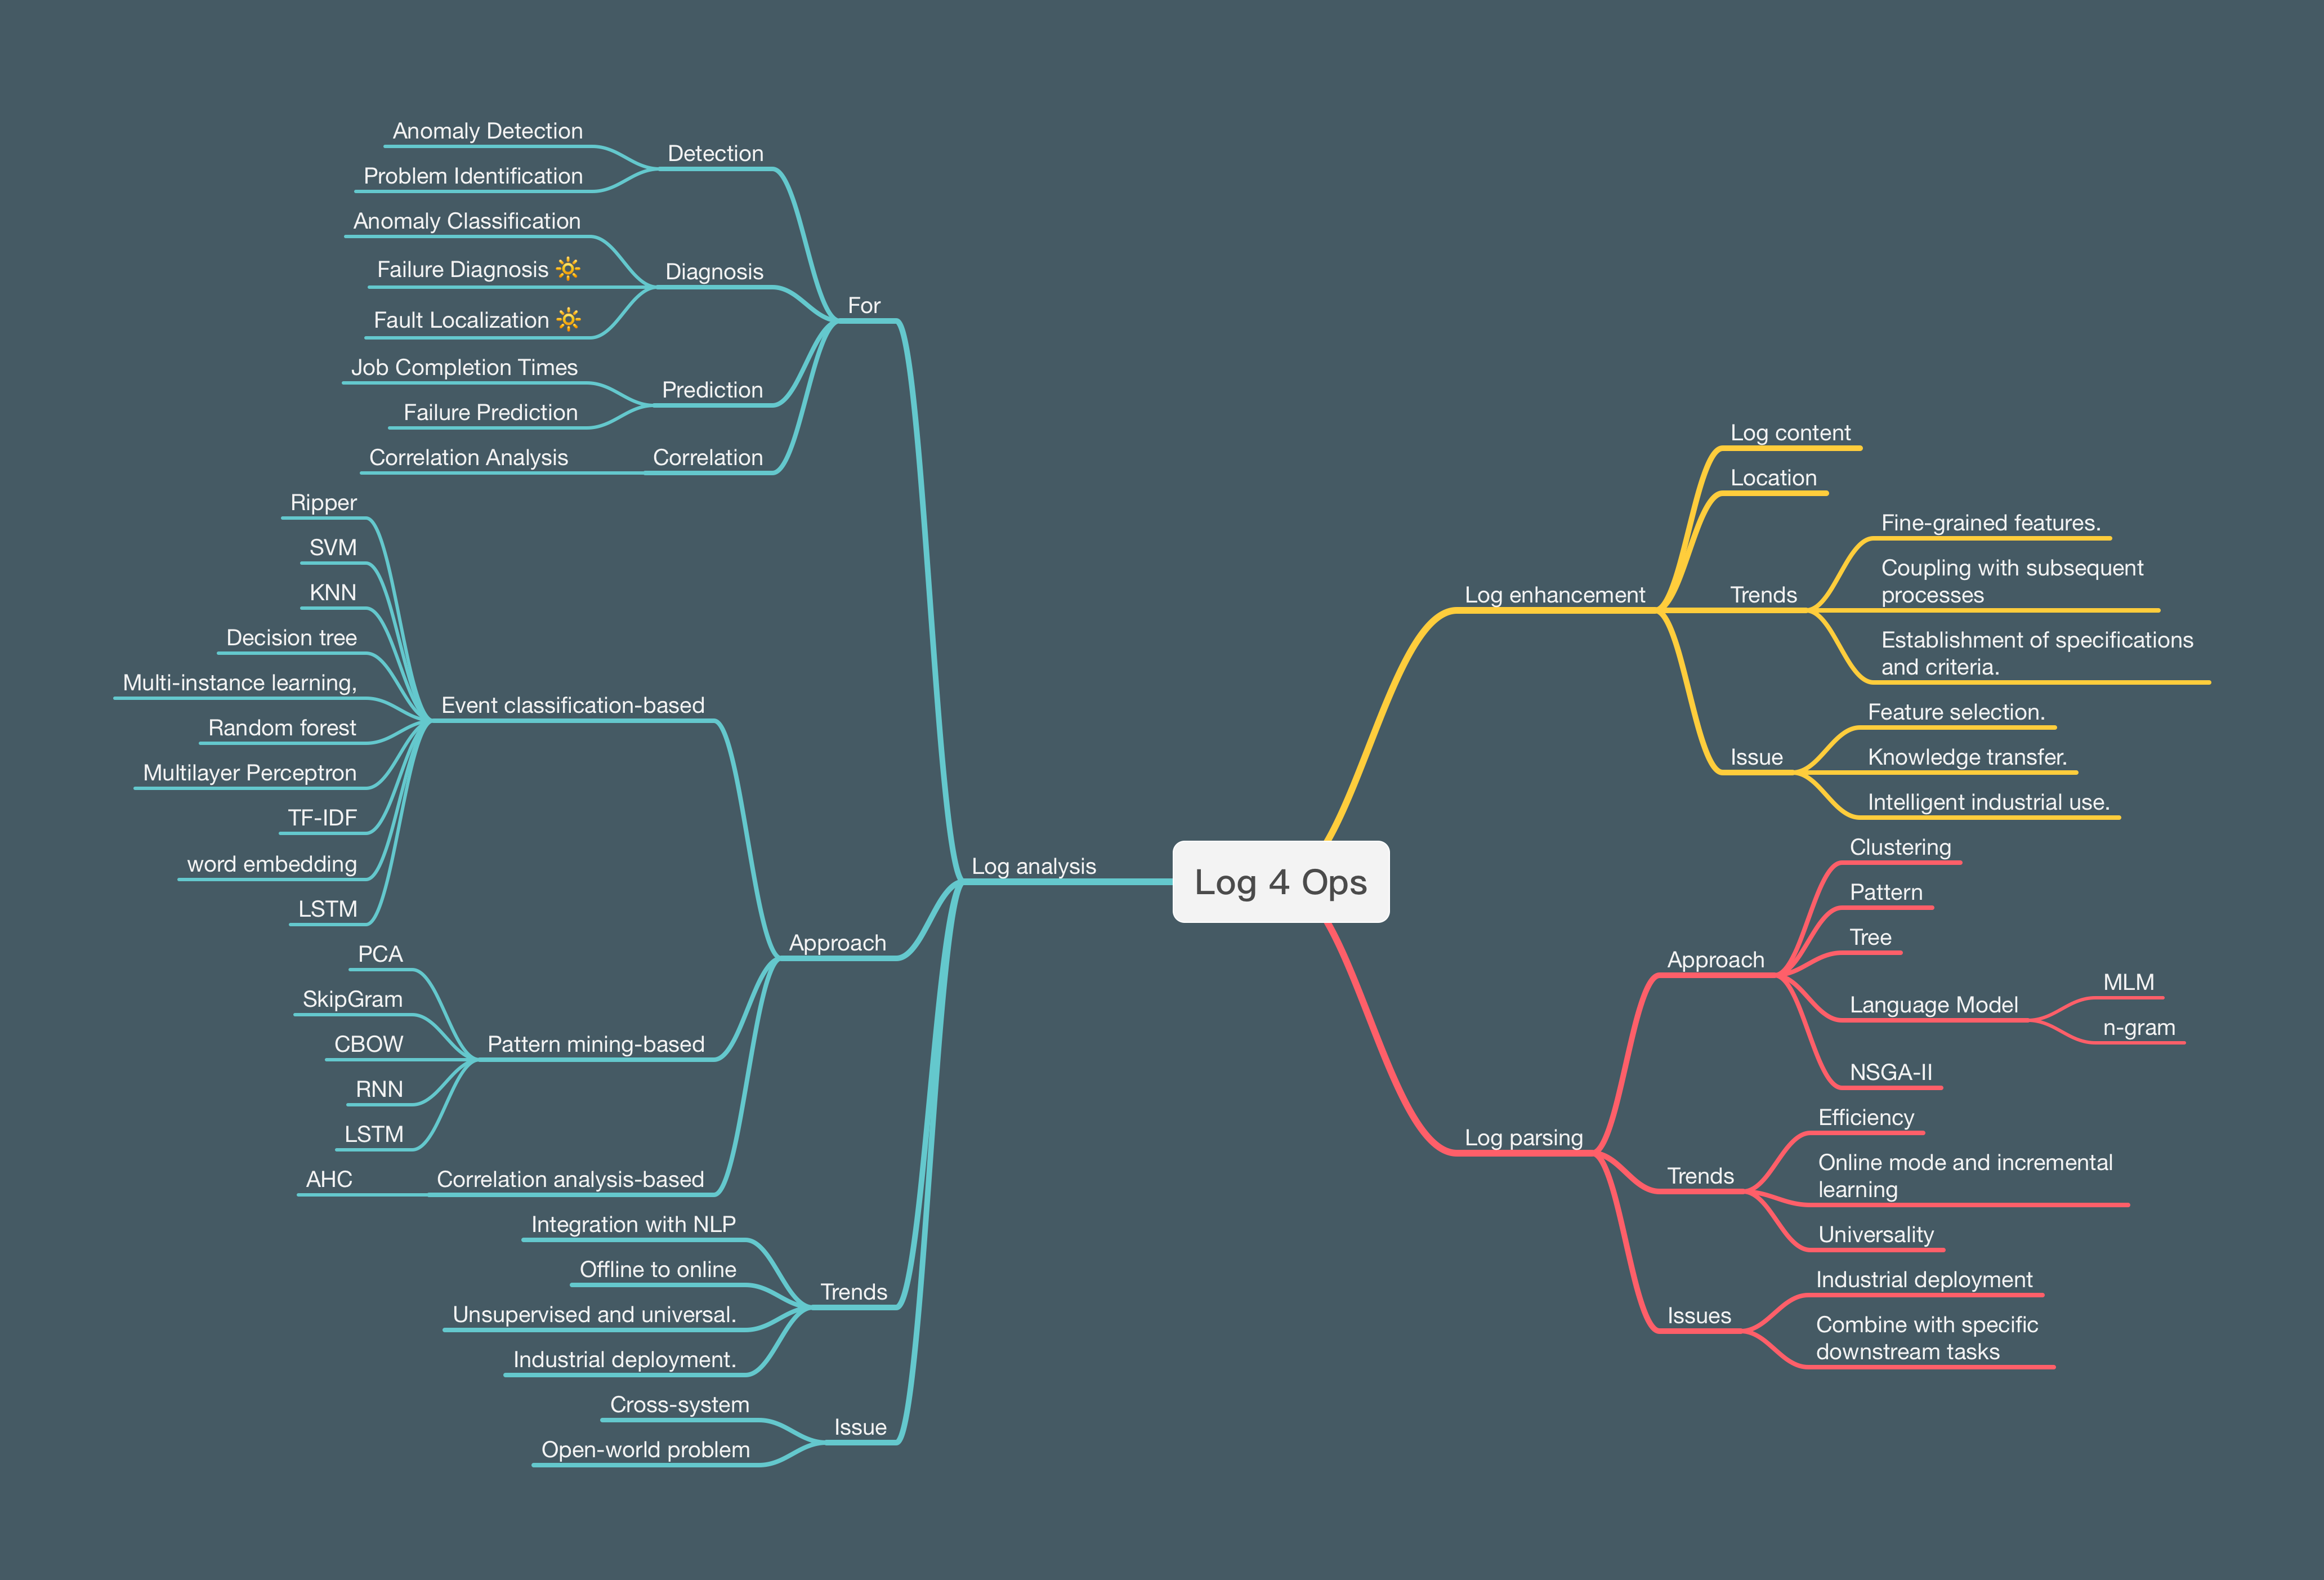 Log 4 Ops
Log enhancement
Log content
Location
Trends
Fine-grained features.
Coupling with subsequent
processes
Establishment of specifications
and criteria.
Issue
Feature selection.
Knowledge transfer.
Intelligent industrial use.
Log parsing
Approach
Clustering
Pattern
Tree
Language Model
MLM
n-gram
NSGA-II
Trends
Efficiency
Online mode and incremental
learning
Universality
Issues
Industrial deployment
Combine with specific
downstream tasks
Log analysis
For
Detection
Anomaly Detection
Problem Identification
Diagnosis
Anomaly Classification
Failure Diagnosis 🔆
Fault Localization 🔆
Prediction
Job Completion Times
Failure Prediction
Correlation
Correlation Analysis
Approach
Event classification-based
Ripper
SVM
KNN
Decision tree
Multi-instance learning,
Random forest
Multilayer Perceptron
TF-IDF
word embedding
LSTM
Pattern mining-based
PCA
SkipGram
CBOW
RNN
LSTM
Correlation analysis-based
AHC
Trends
Integration with NLP
Offline to online
Unsupervised and universal.
Industrial deployment.
Issue
Cross-system
Open-world problem